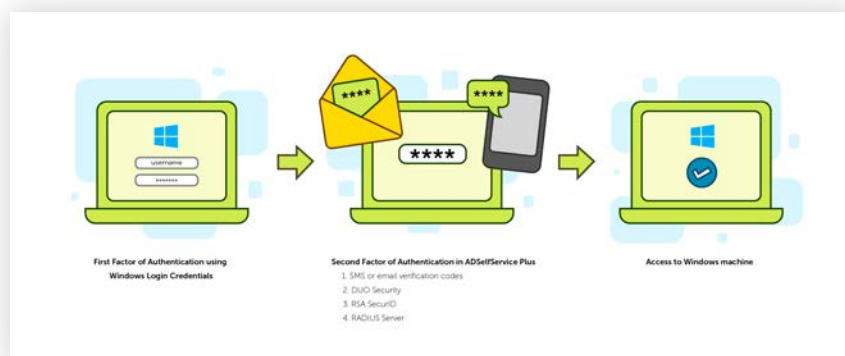 username
*******
First Factor of Authentication using
Windows Login Credentials
****
****
****
Second Factor of Authentication in ADSelfService Plus
1. SMS or email verification codes
2. DUO Security
3. RSA SecurID
4. RADIUS Server
Access to Windows machine